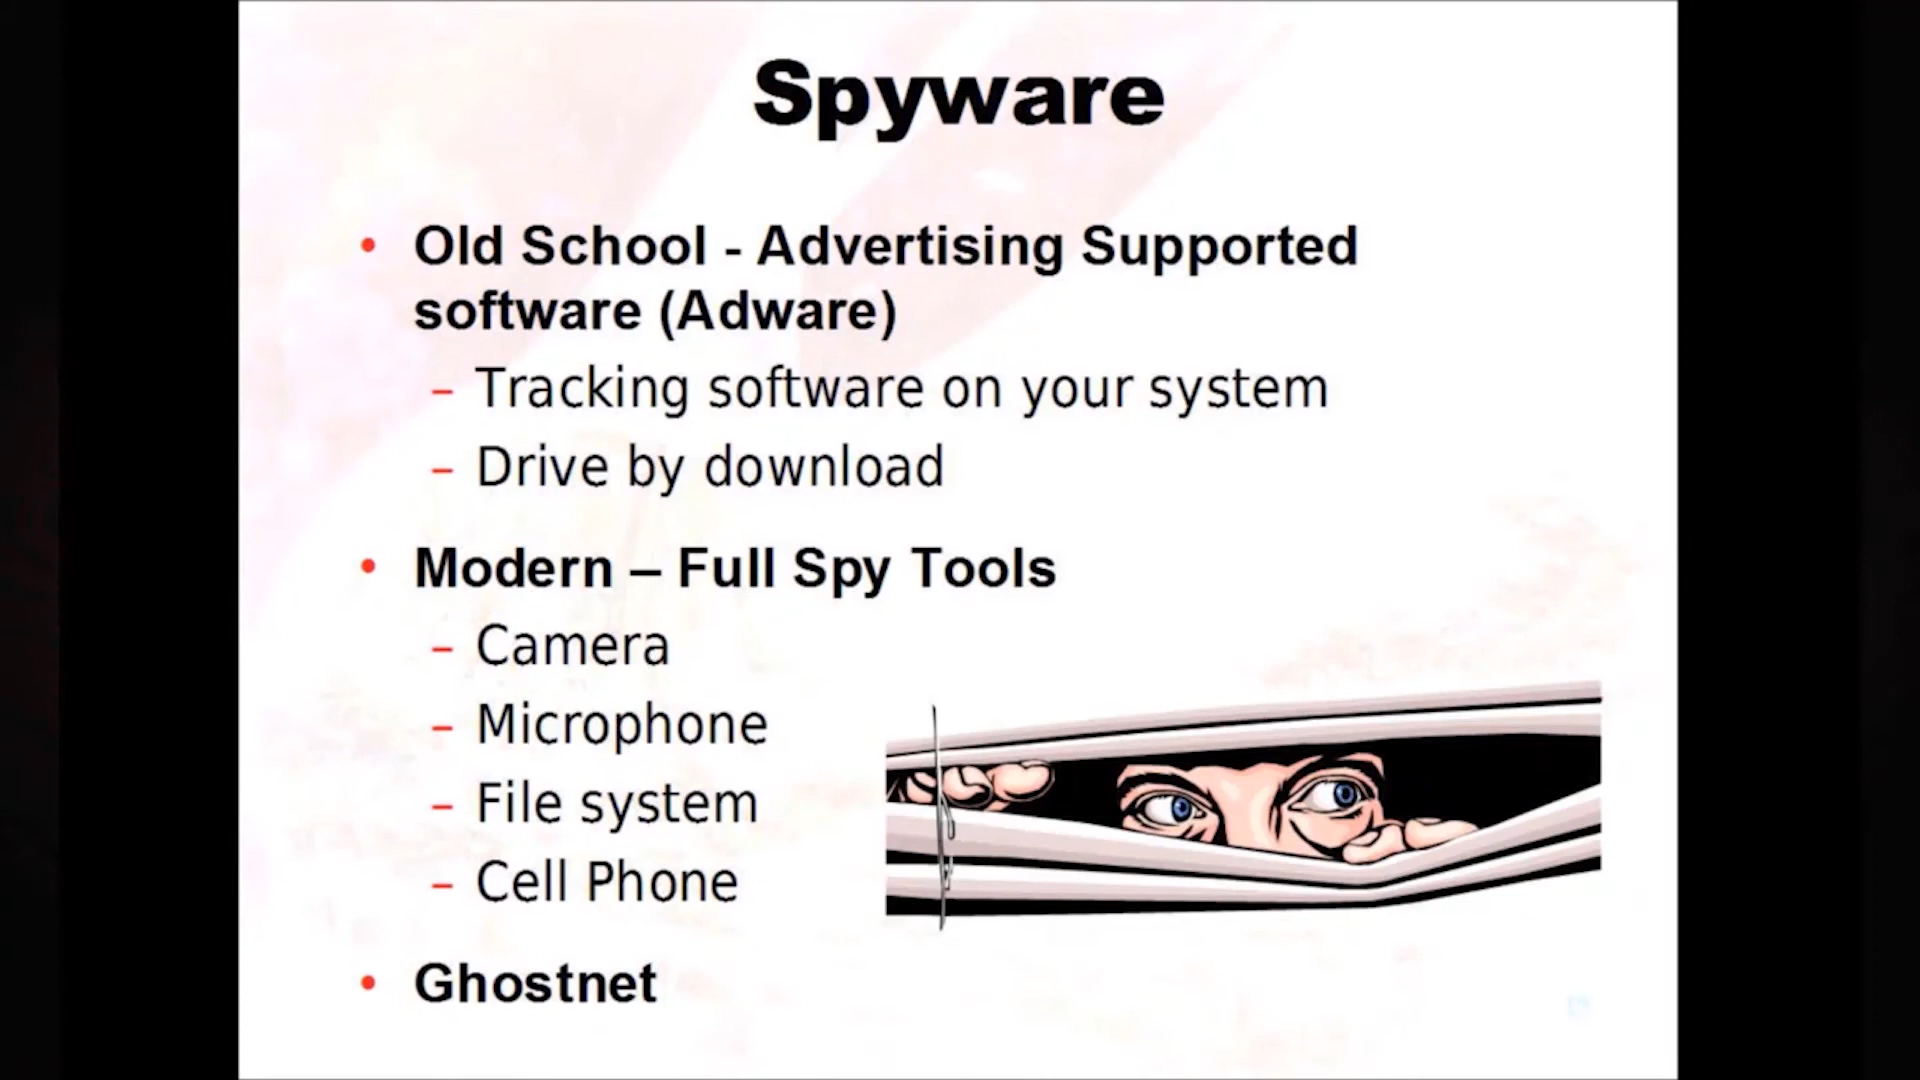 Spyware
• Old School - Advertising Supported
software (Adware)
– Tracking software on your system
– Drive by download
• Modern – Full Spy Tools
– Camera
– Microphone
– File system
– Cell Phone
• Ghostnet